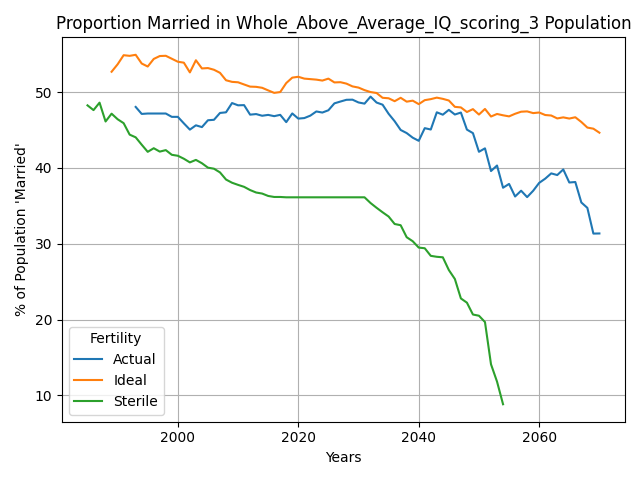 Proportion Married in Whole_Above_Average_IQ_scoring_3 Population
% of Population 'Married'
50
40
30
20
10
Fertility
Actual
Ideal
Sterile
2000 2020 2040 2060
Years